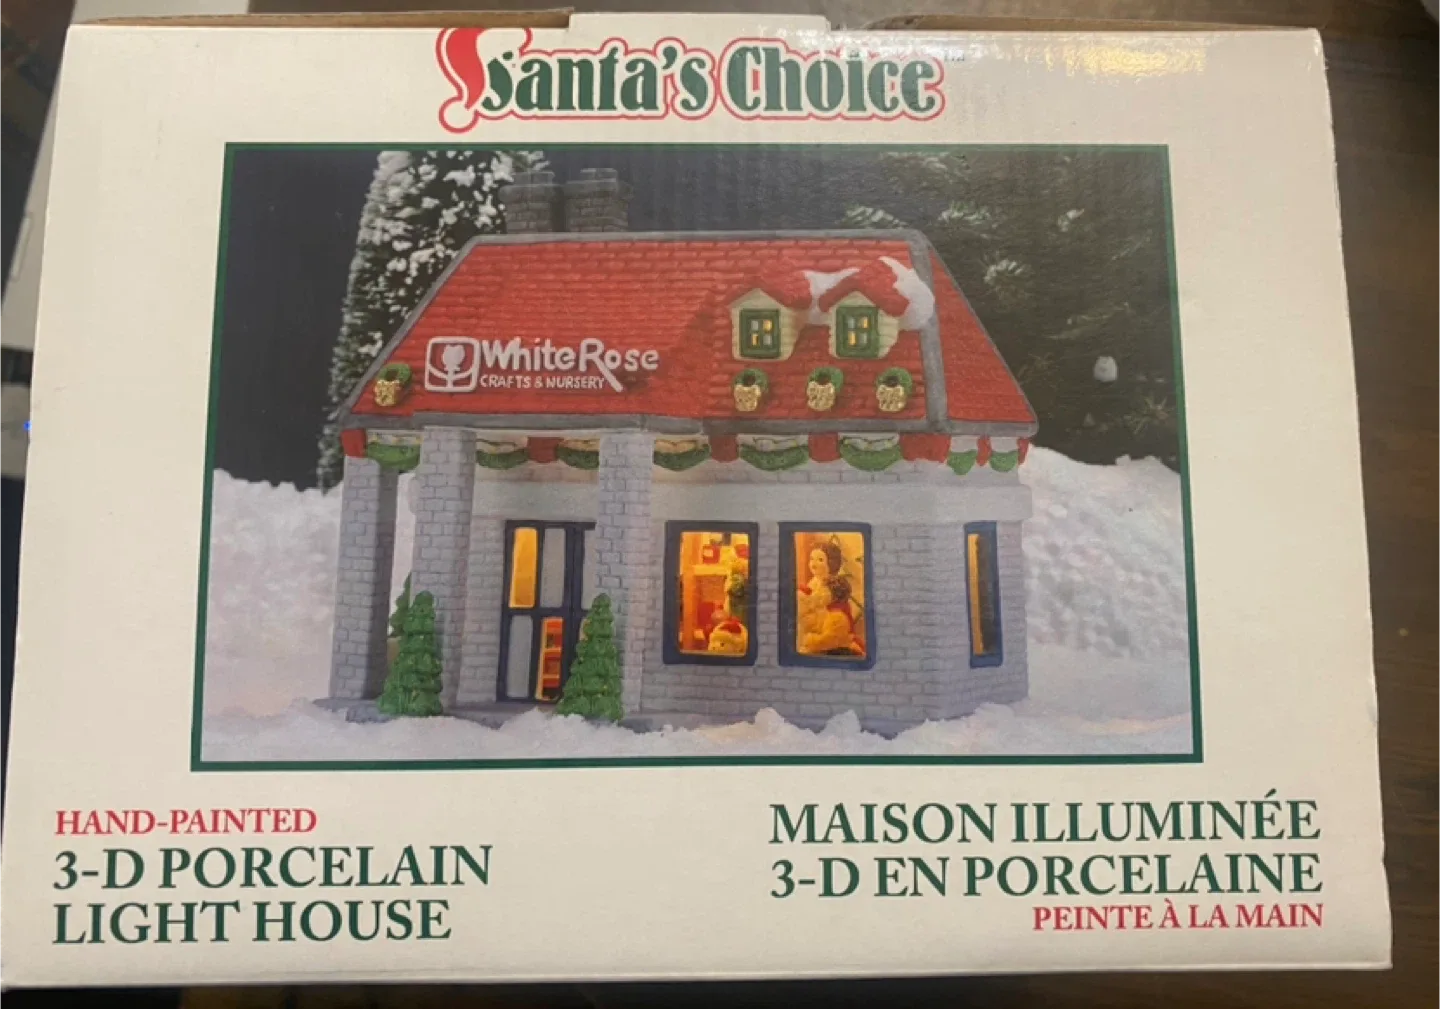 Santa's Choice
White Rose
CRAFTS & NURSERY
HAND-PAINTED
3-D PORCELAIN
LIGHT HOUSE
MAISON ILLUMINÉE
3-D EN PORCELAINE
PEINTE À LA MAIN